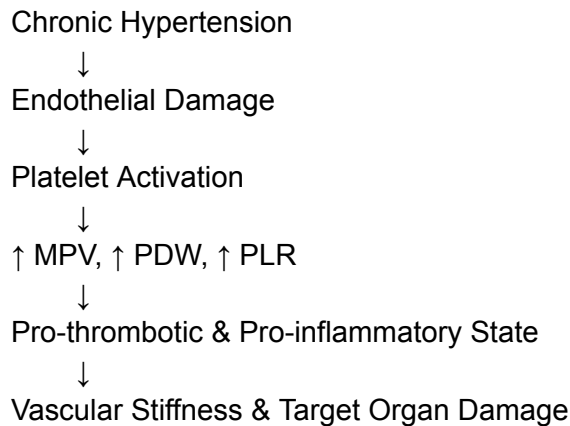 Chronic Hypertension
↓
Endothelial Damage
↓
Platelet Activation
↓
↑ MPV, ↑ PDW, ↑ PLR
↓
Pro-thrombotic & Pro-inflammatory State
↓
Vascular Stiffness & Target Organ Damage